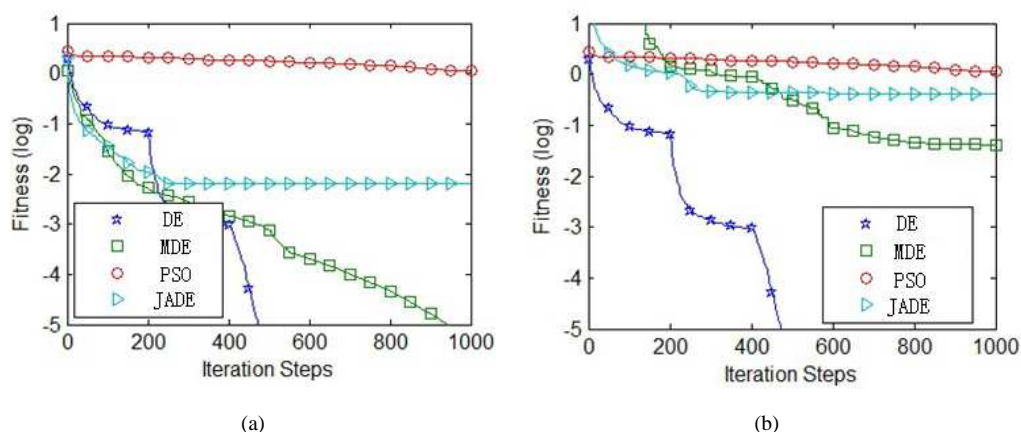 1
0
-1
-2
-3
-4
-5
Fitness (log)
DE
MDE
PSO
JADE
0
200
400
600
800
1000
Iteration Steps
(a)
1
0
-1
-2
-3
-4
-5
Fitness (log)
DE
MDE
PSO
JADE
0
200
400
600
800
1000
Iteration Steps
(b)